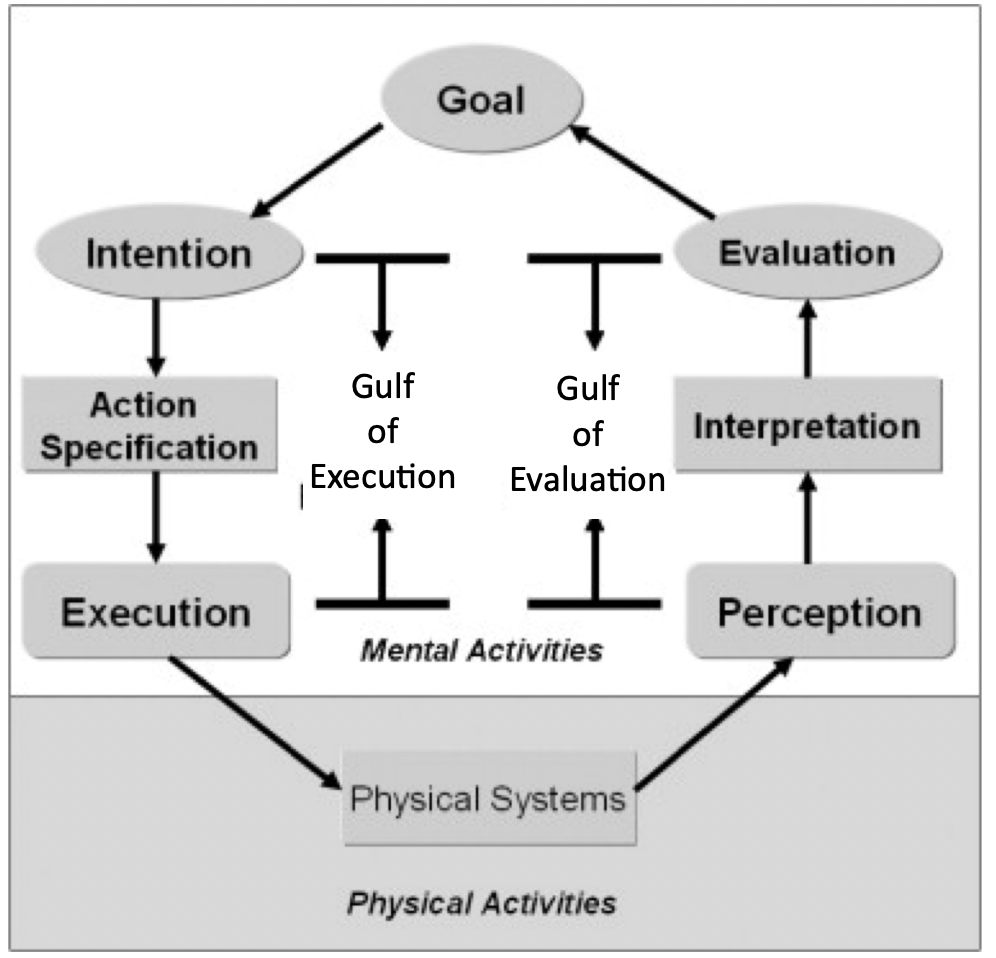 Goal
Intention
Evaluation
Action
Specification
Gulf
of
Execution
Gulf
of
Evaluation
Interpretation
Execution
Perception
Mental Activities
Physical Systems
Physical Activities